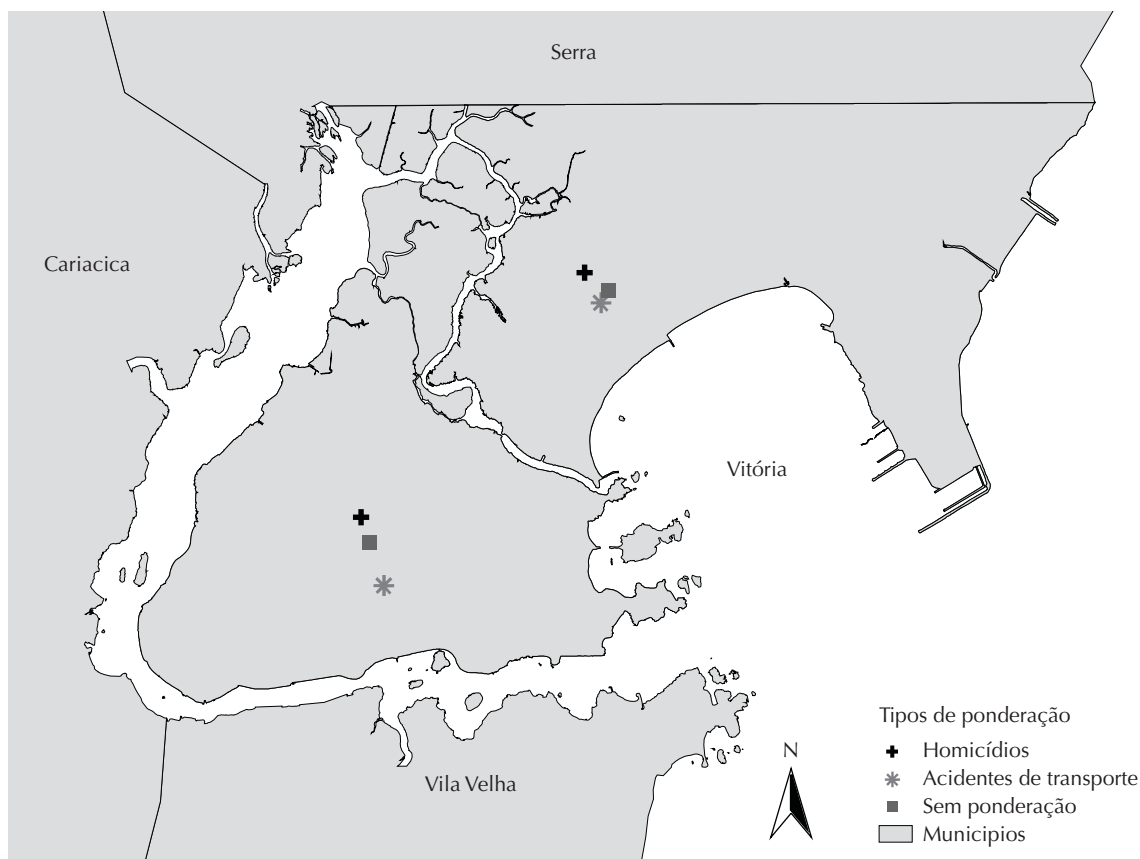 Serra
Cariacica
Vitória
Vila Velha
N
Tipos de ponderação
Homicídios
Acidentes de transporte
Sem ponderação
Municipios